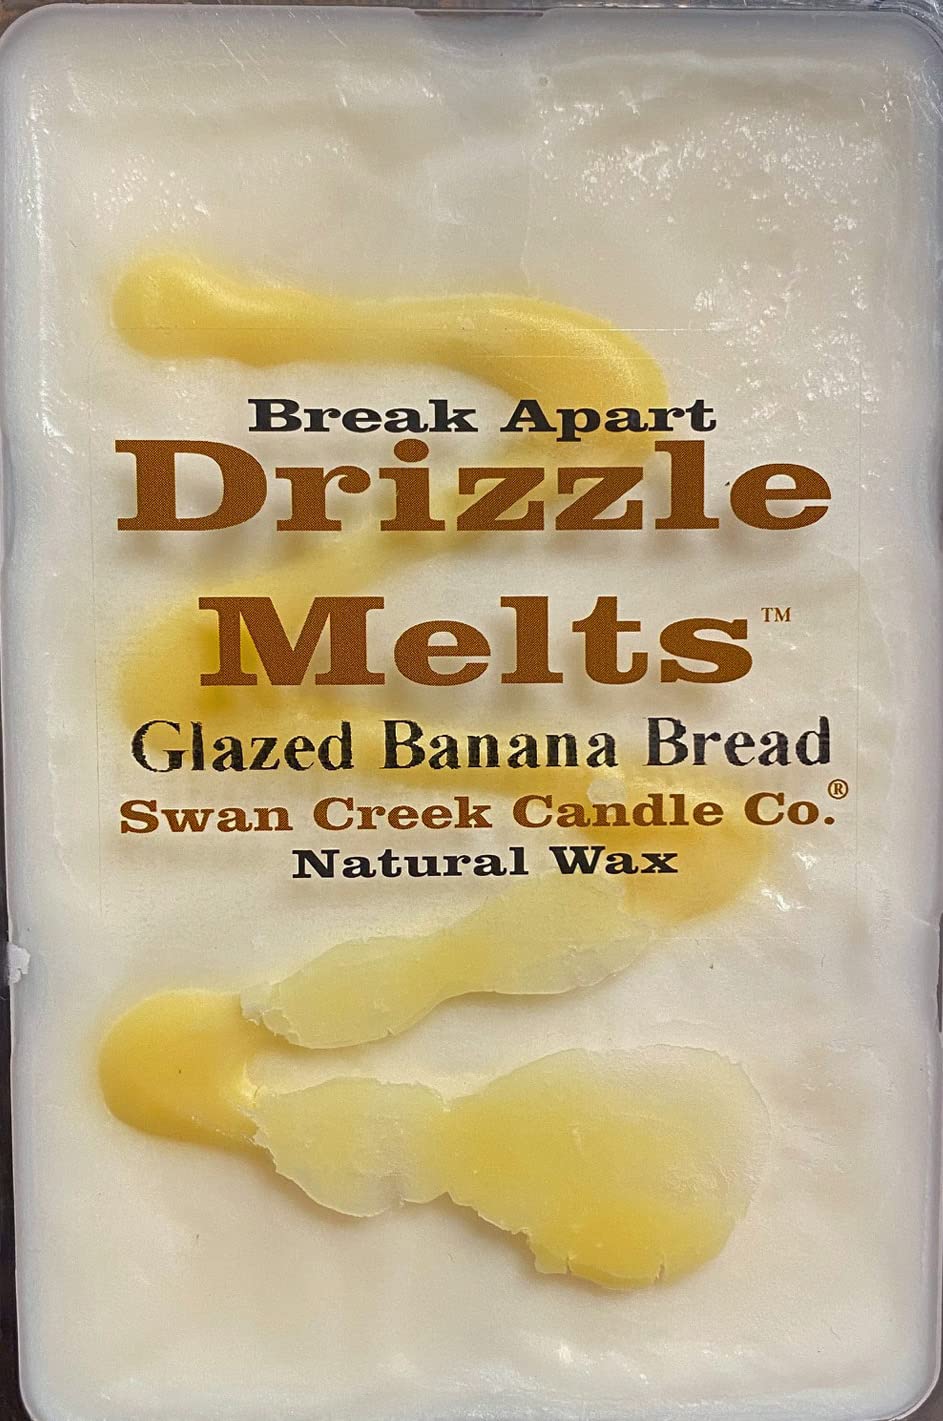 Break Apart
Drizzle
Melts™
Glazed Banana Bread
Swan Creek Candle Co.®
Natural Wax